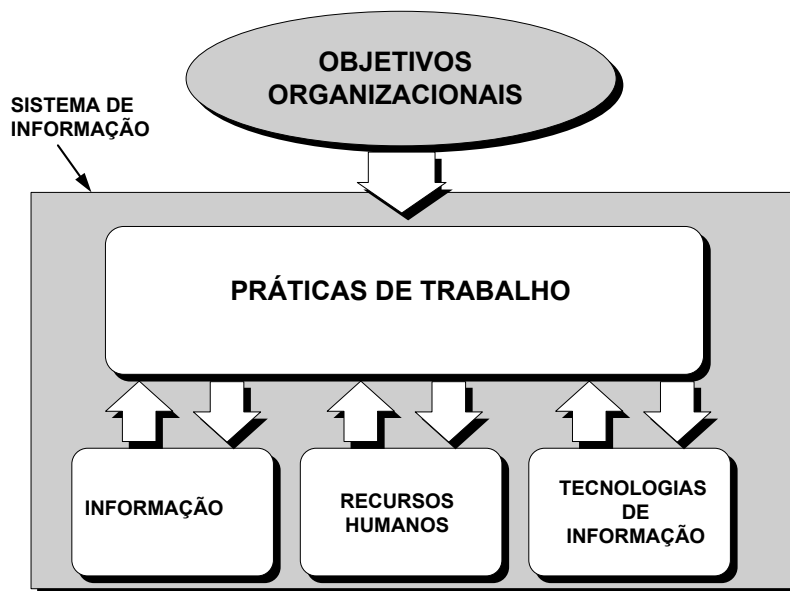 OBJETIVOS
ORGANIZACIONAIS
SISTEMA DE
INFORMAÇÃO
PRÁTICAS DE TRABALHO
INFORMAÇÃO
RECURSOS
HUMANOS
TECNOLOGIAS
DE
INFORMAÇÃO